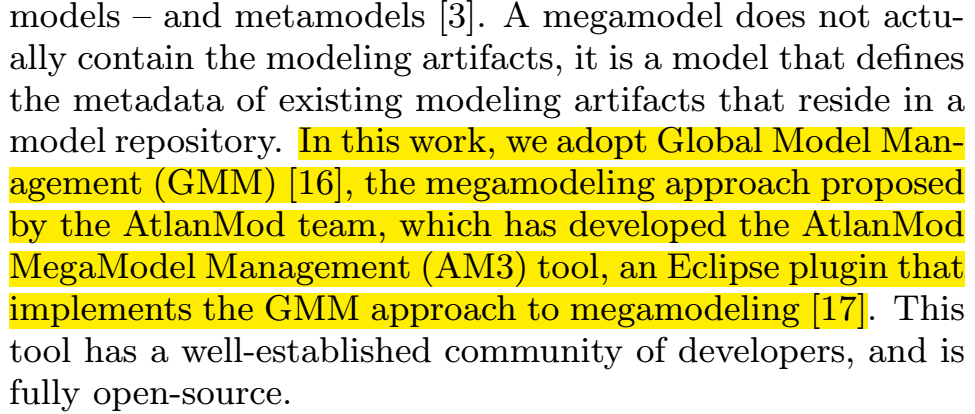 models – and metamodels [3]. A megamodel does not actu-
ally contain the modeling artifacts, it is a model that defines
the metadata of existing modeling artifacts that reside in a
model repository. In this work, we adopt Global Model Man-
agement (GMM) [16], the megamodeling approach proposed
by the AtlanMod team, which has developed the AtlanMod
MegaModel Management (AM3) tool, an Eclipse plugin that
implements the GMM approach to megamodeling [17]. This
tool has a well-established community of developers, and is
fully open-source.